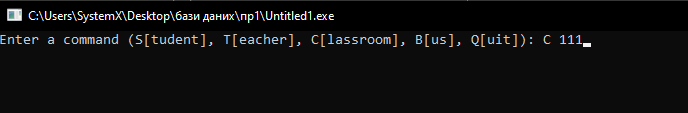 C:\Users\SystemX\Desktop\бази даних\пр1\Untitled1.exe
Enter a command (S[tudent], T[eacher], C[lassroom], B[us], Q[uit]): C 111